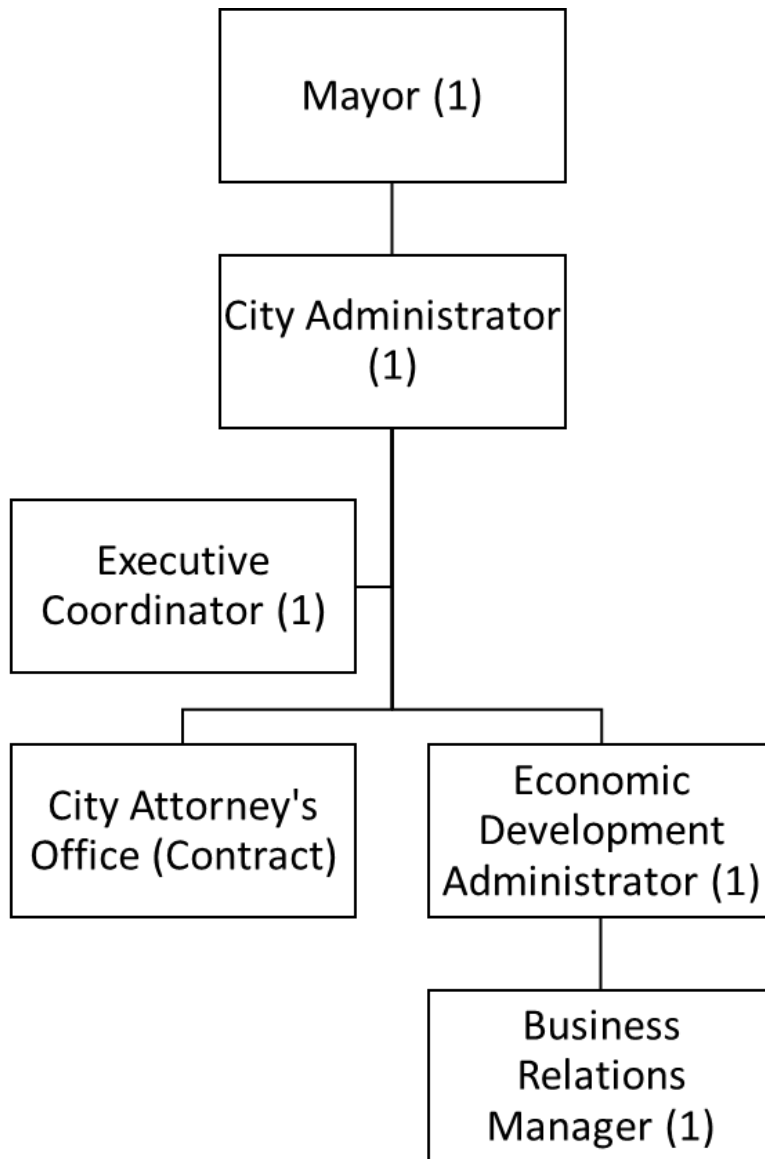 Mayor (1)
City Administrator
(1)
Executive
Coordinator (1)
City Attorney's
Office (Contract)
Economic
Development
Administrator (1)
Business
Relations
Manager (1)